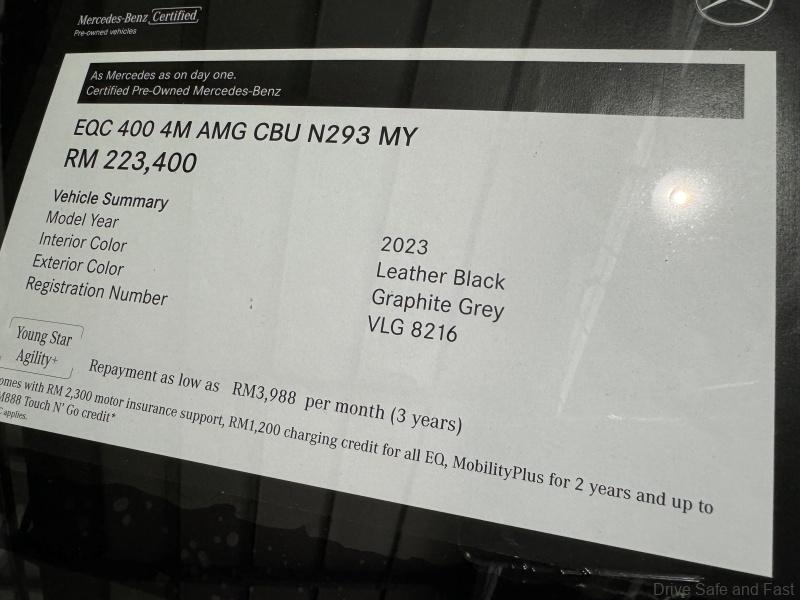 Mercedes-Benz Certified
Pre-owned vehicles
As Mercedes as on day one.
Certified Pre-Owned Mercedes-Benz
EQC 400 4M AMG CBU N293 MY
RM 223,400
Vehicle Summary
Model Year 2023
Interior Color Leather Black
Exterior Color Graphite Grey
Registration Number VLG 8216
Young Star
Agility+
Repayment as low as RM3,988 per month (3 years)
omes with RM 2,300 motor insurance support, RM1,200 charging credit for all EQ, MobilityPlus for 2 years and up to
M888 Touch N' Go credit*
applies.
Drive Safe and Fast